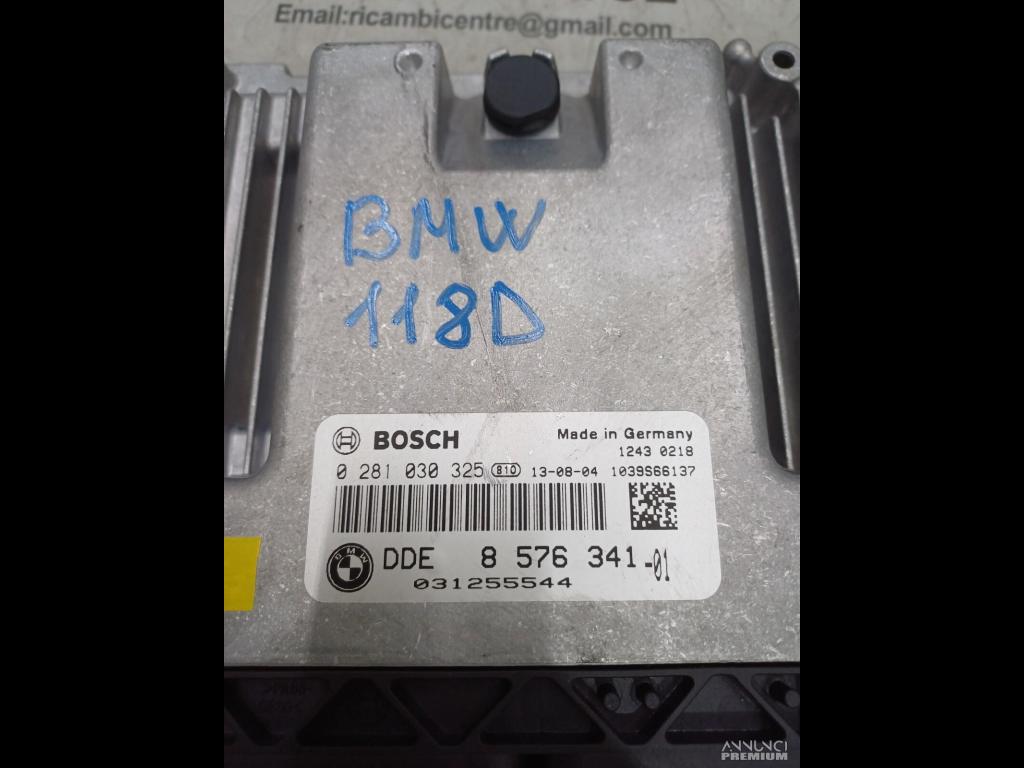 Email:ricambicentre@gmail.com
BMW
118D
BOSCH
Made in Germany
1243 0218
0 281 030 325 810 13-08-04 1039S66137
BMW DDE 8 576 341-01
031255544
ANNUNCI
PREMIUM